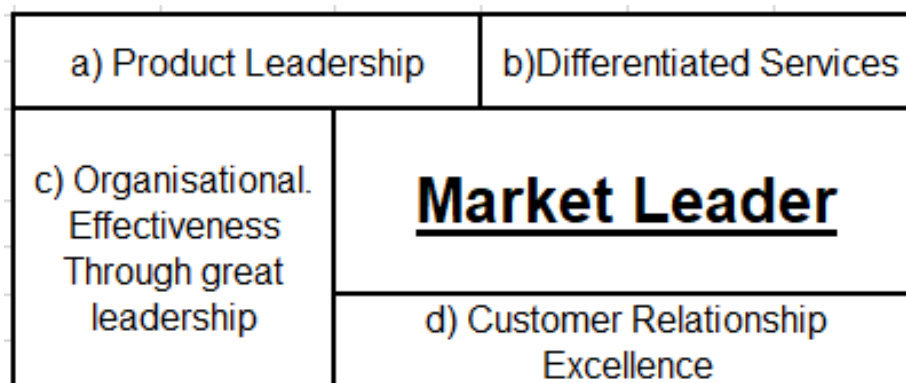 a) Product Leadership
b)Differentiated Services
c) Organisational.
Effectiveness
Through great
leadership
Market Leader
d) Customer Relationship
Excellence